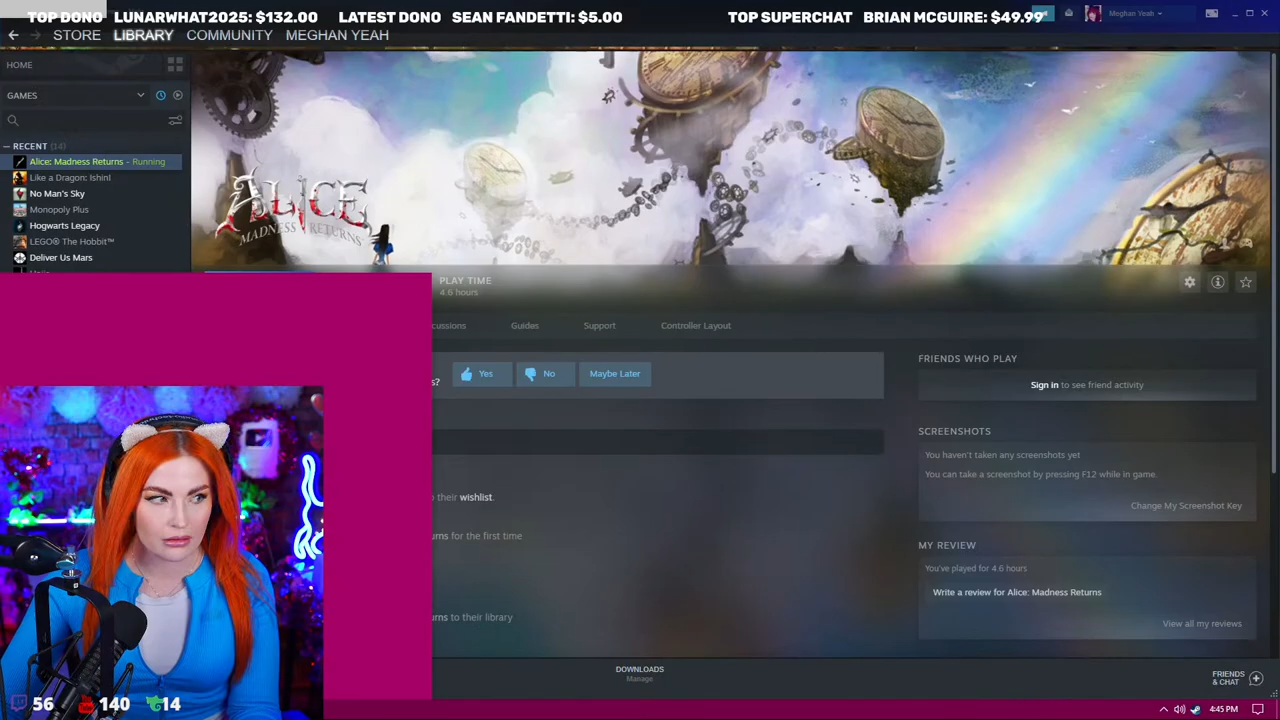 TOP DONO LUNARWHAT2025: $132.00 LATEST DONO SEAN FANDETTI: $5.00 TOP SUPERCHAT BRIAN MCGUIRE: $49.99
Meghan Yeah
STORE LIBRARY COMMUNITY MEGHAN YEAH
HOME
GAMES
RECENT (14)
Alice: Madness Returns - Running
Like a Dragon: Ishin!
No Man's Sky
Monopoly Plus
Hogwarts Legacy
LEGO® The Hobbit™
Deliver Us Mars
ALICE
MADNESS RETURNS
PLAY TIME
4.6 hours
cussions Guides Support Controller Layout
s? Yes No Maybe Later
FRIENDS WHO PLAY
Sign in to see friend activity
SCREENSHOTS
You haven't taken any screenshots yet
You can take a screenshot by pressing F12 while in game.
Change My Screenshot Key
their wishlist.
urns for the first time
urns to their library
MY REVIEW
You've played for 4.6 hours
Write a review for Alice: Madness Returns
View all my reviews
DOWNLOADS
Manage
FRIENDS
& CHAT
56 140 14
4:45 PM